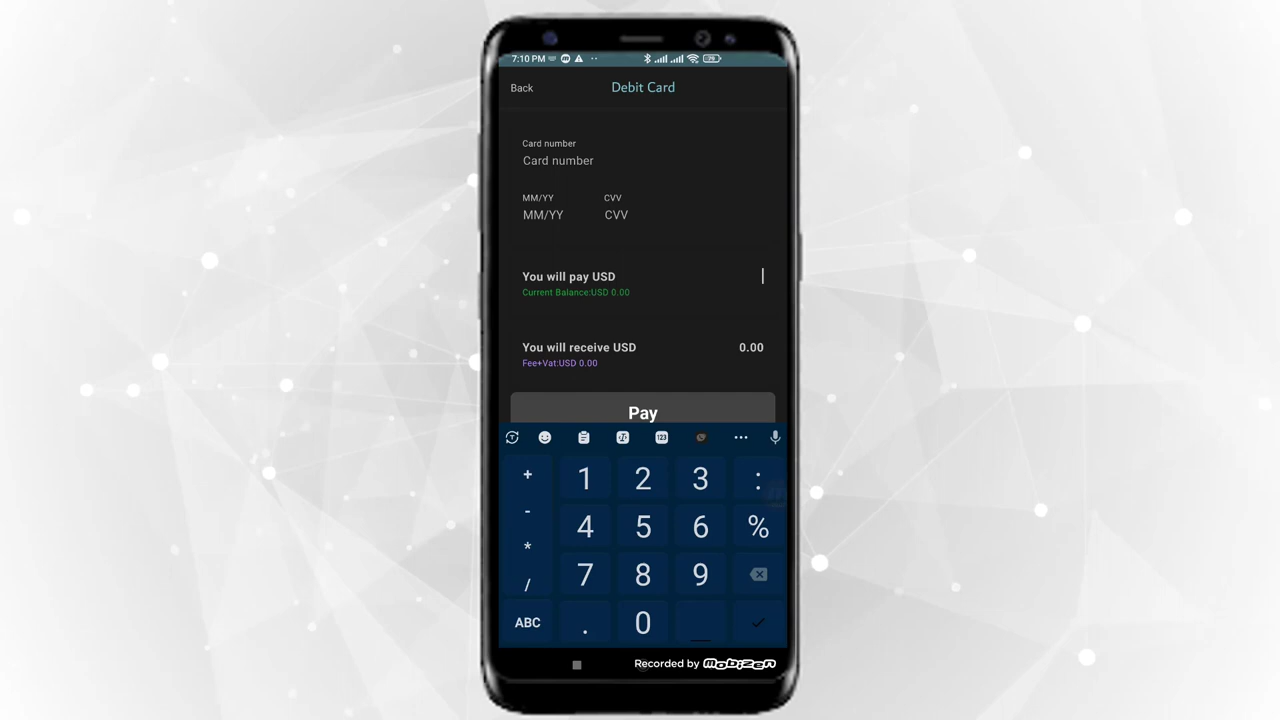 7:10 PM
Back
Debit Card
Card number
Card number
MM/YY CVV
MM/YY CVV
You will pay USD
Current Balance:USD 0.00
You will receive USD 0.00
Fee+Vat:USD 0.00
Pay
123
+ 1 2 3 :
- 4 5 6 %
*
/ 7 8 9
ABC . 0
Recorded by mobizen